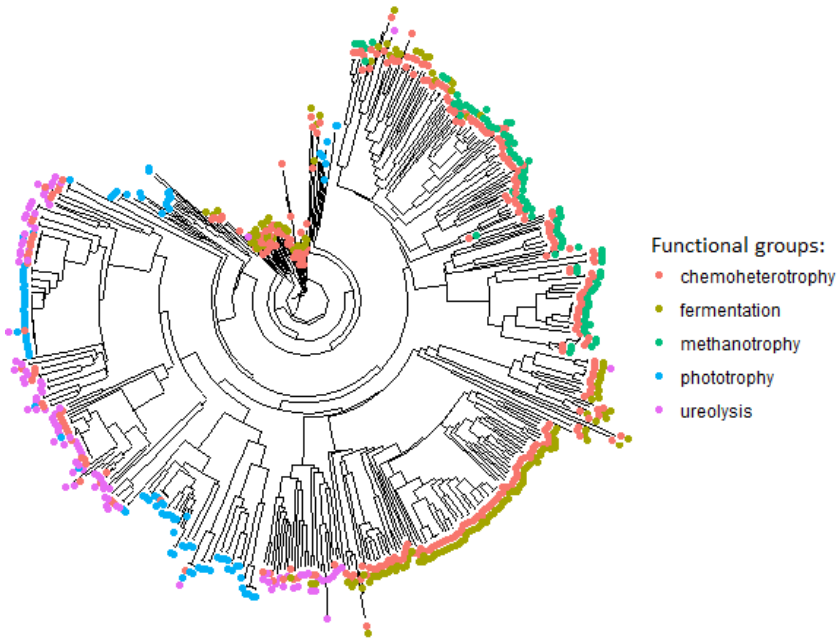 Functional groups:
chemoheterotrophy
fermentation
methanotrophy
phototrophy
ureolysis